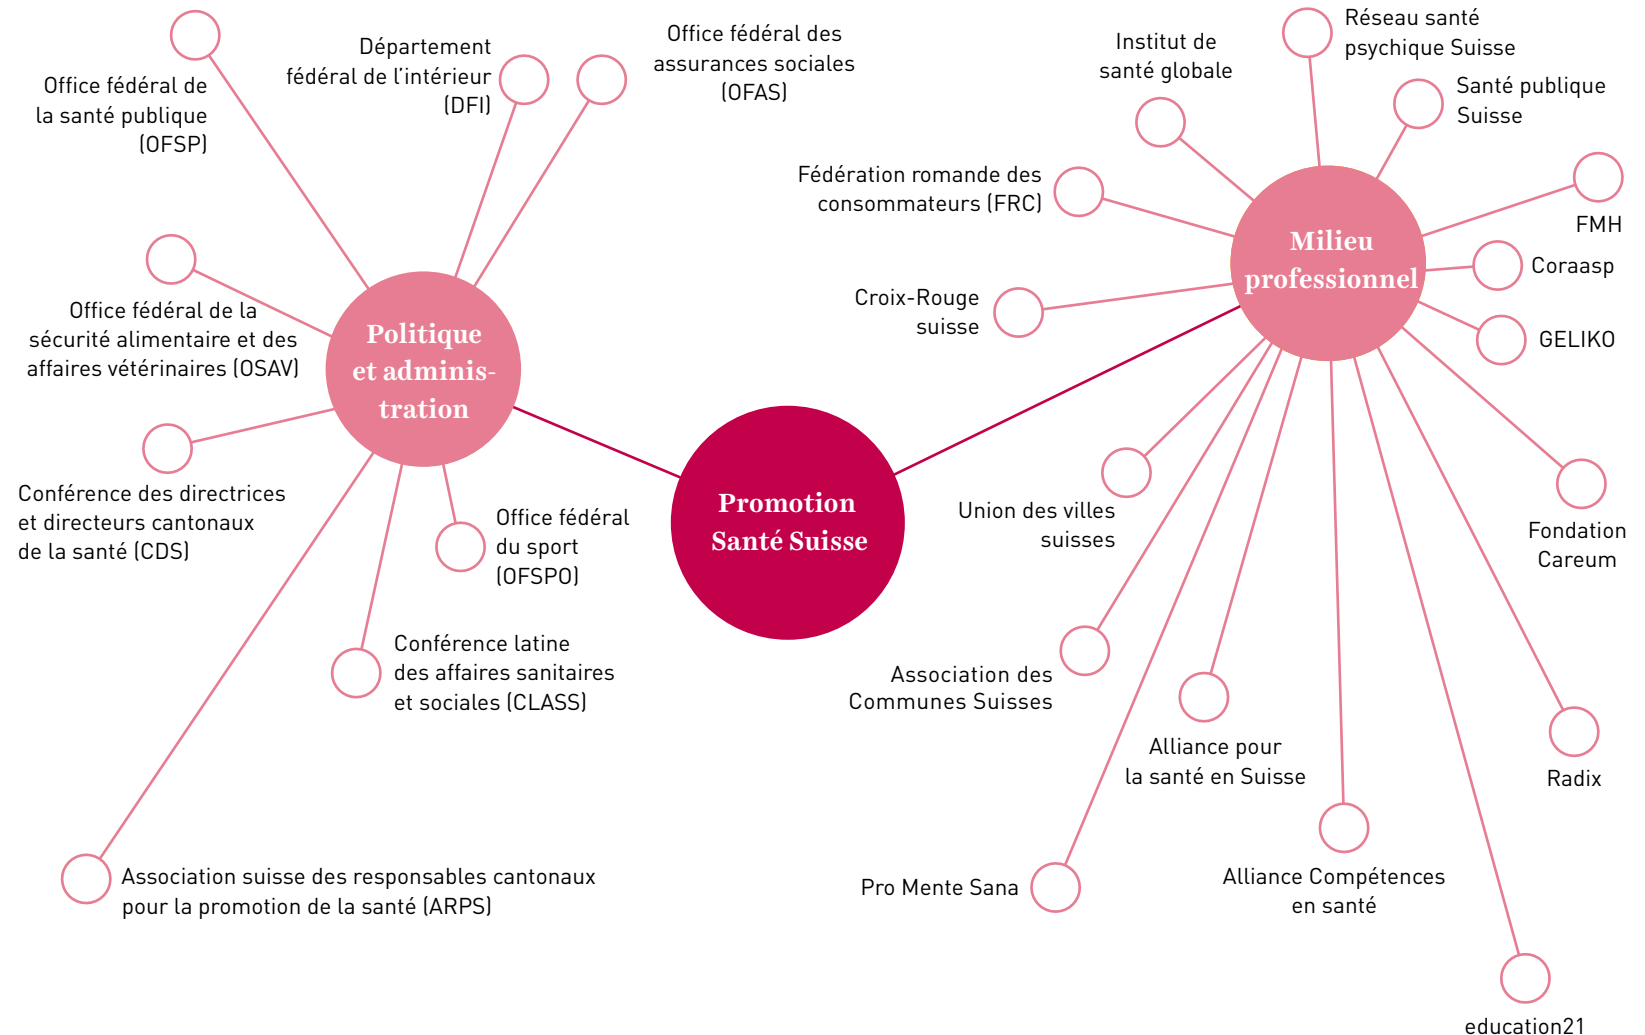 Office fédéral de
la santé publique
(OFSP)
Département
fédéral de l'intérieur
(DFI)
Office fédéral des
assurances sociales
(OFAS)
Office fédéral de la
sécurité alimentaire et des
affaires vétérinaires (OSAV)
Politique
et adminis-
tration
Conférence des directrices
et directeurs cantonaux
de la santé (CDS)
Office fédéral
du sport
(OFSPO)
Conférence latine
des affaires sanitaires
et sociales (CLASS)
Association suisse des responsables cantonaux
pour la promotion de la santé (ARPS)
Promotion
Santé Suisse
Institut de
santé globale
Réseau santé
psychique Suisse
Santé publique
Suisse
Fédération romande des
consommateurs (FRC)
FMH
Milieu
professionnel
Coraasp
Croix-Rouge
suisse
GELIKO
Union des villes
suisses
Fondation
Careum
Association des
Communes Suisses
Alliance pour
la santé en Suisse
Radix
Pro Mente Sana
Alliance Compétences
en santé
education21